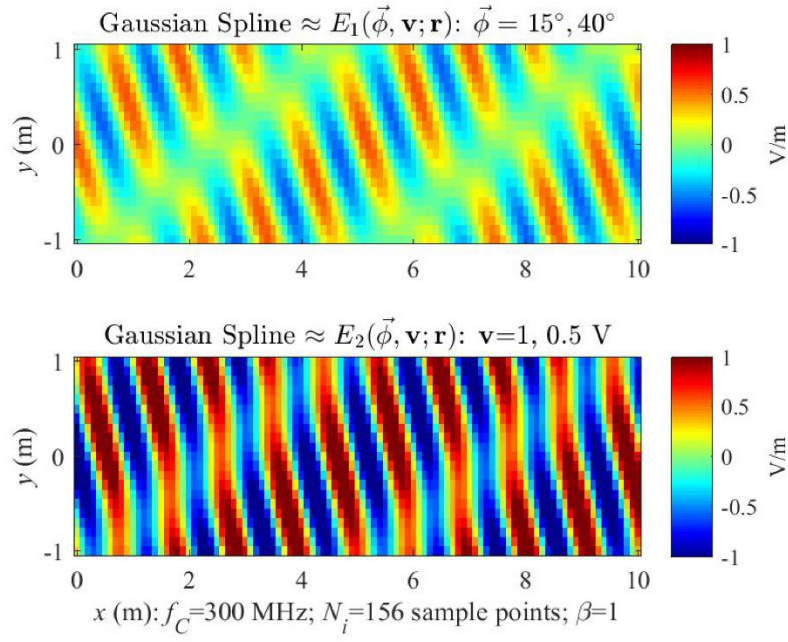 Gaussian Spline ≈ E₁(ϕ⃗, v; r): ϕ⃗ = 15°, 40°
1
0
-1
y (m)
0 2 4 6 8 10
1
0.5
0
-0.5
-1
V/m
Gaussian Spline ≈ E₂(ϕ⃗, v; r): v=1, 0.5 V
1
0
-1
y (m)
0 2 4 6 8 10
1
0.5
0
-0.5
-1
V/m
x (m): f_C=300 MHz; N_i=156 sample points; β=1